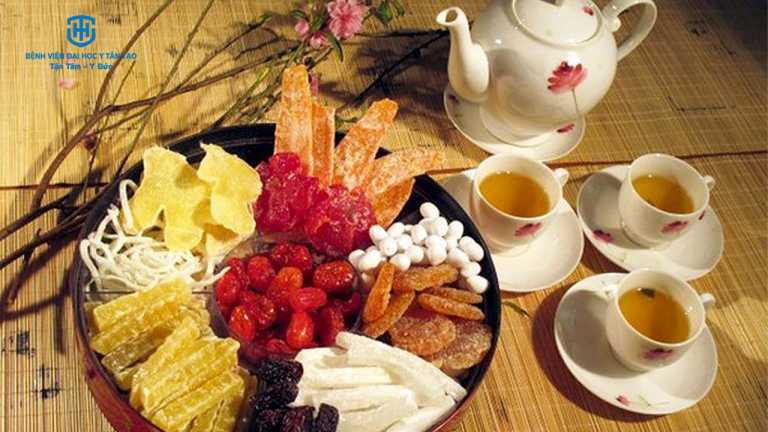 BỆNH VIỆN ĐẠI HỌC Y TÂN TẠO
Tận Tâm - Y Đức